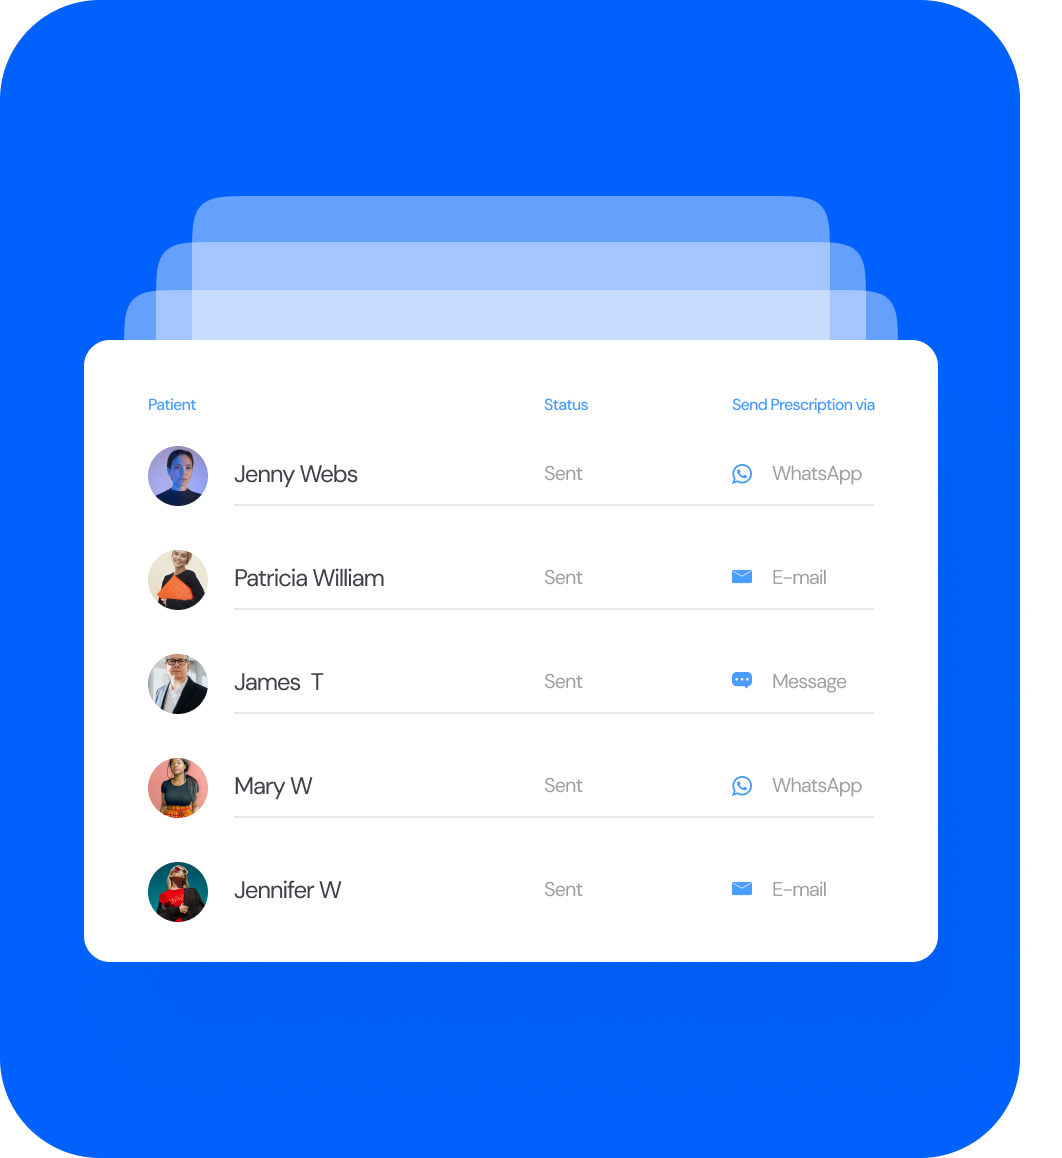 Patient Status Send Prescription via
Jenny Webs Sent WhatsApp
Patricia William Sent E-mail
James T Sent Message
Mary W Sent WhatsApp
Jennifer W Sent E-mail